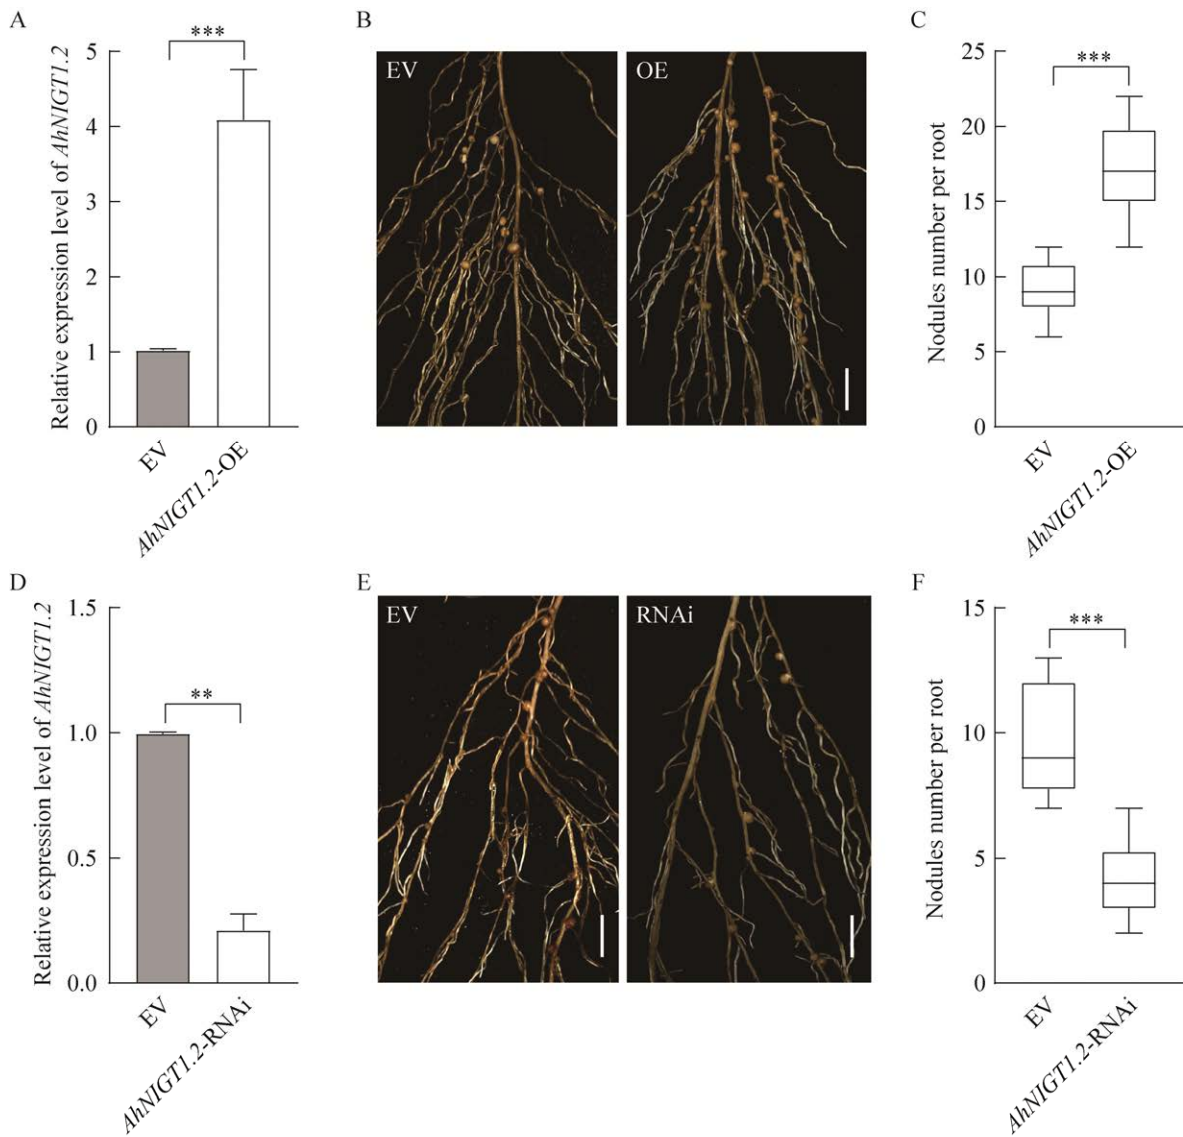 A
***
Relative expression level of AhNIGT1.2
5
4
3
2
1
0
EV
AhNIGT1.2-OE
B
EV
OE
C
***
Nodules number per root
25
20
15
10
5
0
EV
AhNIGT1.2-OE
D
**
Relative expression level of AhNIGT1.2
1.5
1.0
0.5
0.0
EV
AhNIGT1.2-RNAi
E
EV
RNAi
F
***
Nodules number per root
15
10
5
0
EV
AhNIGT1.2-RNAi